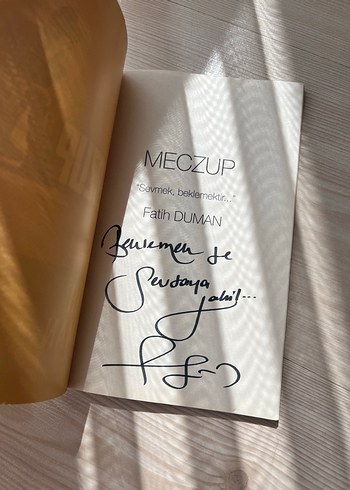 MECZUP
"Sevmek, beklemektir..."
Fatih DUMAN
Beklemek de
Sevdaya
dahil...